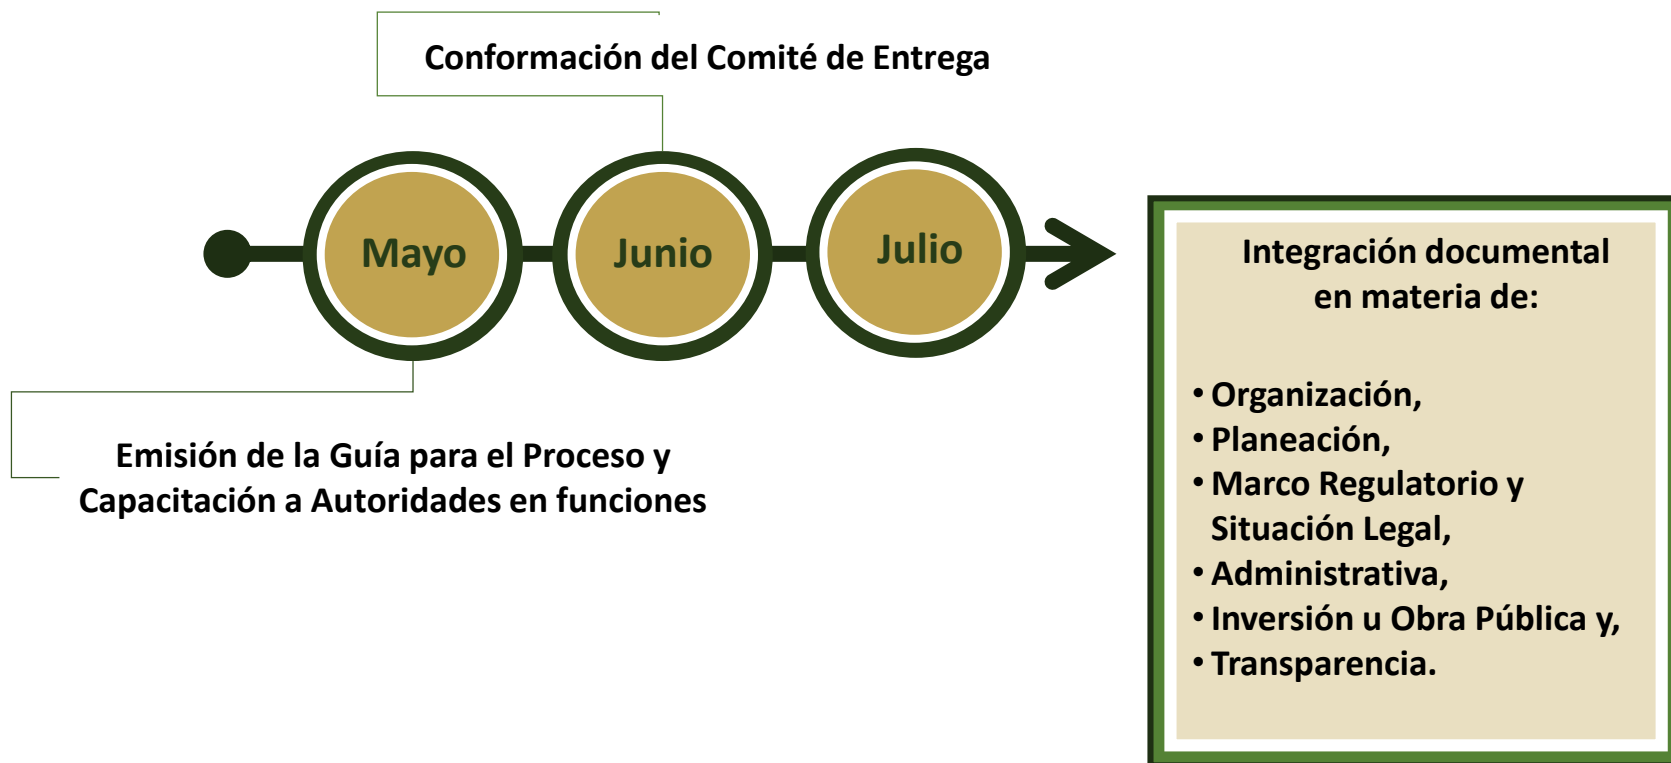 Conformación del Comité de Entrega
Mayo
Junio
Julio
Emisión de la Guía para el Proceso y
Capacitación a Autoridades en funciones
Integración documental
en materia de:
• Organización,
• Planeación,
• Marco Regulatorio y
Situación Legal,
• Administrativa,
• Inversión u Obra Pública y,
• Transparencia.